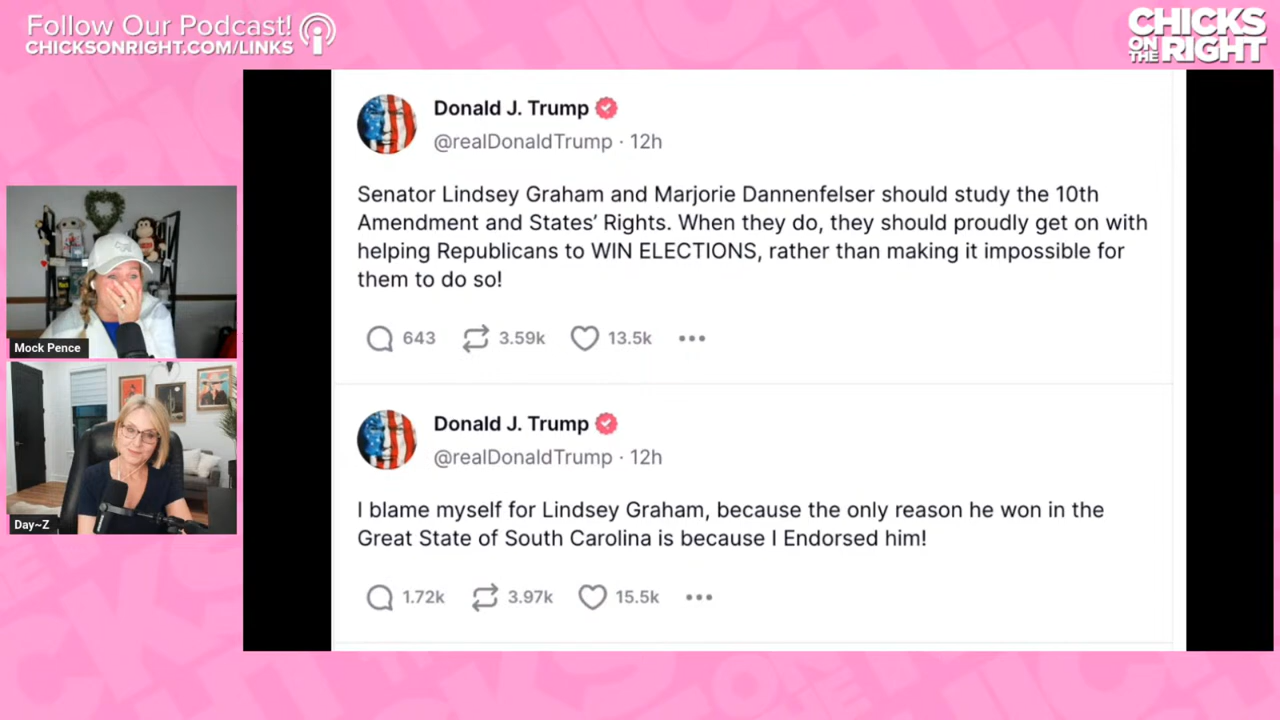 Follow Our Podcast!
CHICKSONRIGHT.COM/LINKS
CHICKS
ON THE RIGHT
Donald J. Trump
@realDonaldTrump · 12h
Senator Lindsey Graham and Marjorie Dannenfelser should study the 10th
Amendment and States’ Rights. When they do, they should proudly get on with
helping Republicans to WIN ELECTIONS, rather than making it impossible for
them to do so!
643 3.59k 13.5k
Mock Pence
Day~Z
Donald J. Trump
@realDonaldTrump · 12h
I blame myself for Lindsey Graham, because the only reason he won in the
Great State of South Carolina is because I Endorsed him!
1.72k 3.97k 15.5k